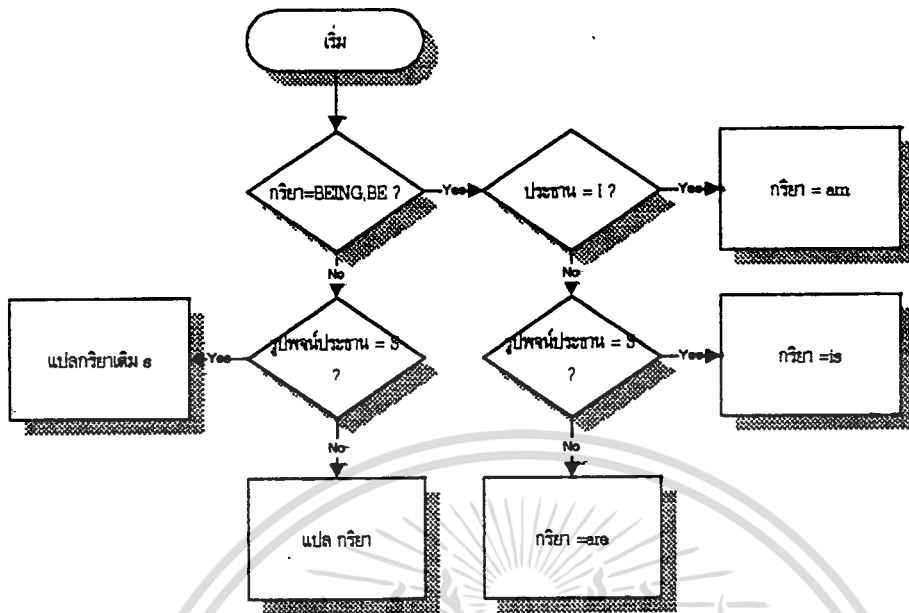 เริ่ม
กริยา=BEING,BE ?
Yes
ประธาน = I ?
Yes
กริยา = am
No
No
แปลกริยาเติม s
Yes
รูปพจน์ประธาน = S
?
รูปพจน์ประธาน = S
?
Yes
กริยา =is
No
No
แปล กริยา
กริยา =are